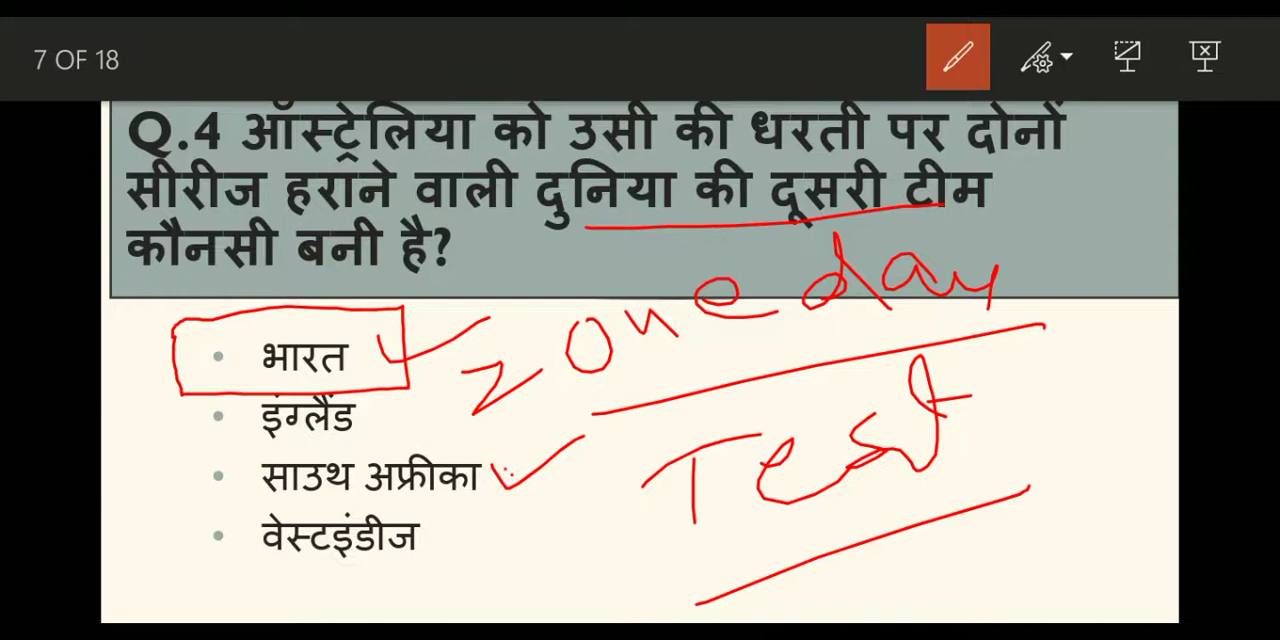 7 OF 18
Q.4 ऑस्ट्रेलिया को उसी की धरती पर दोनों
सीरीज हराने वाली दुनिया की दूसरी टीम
कौनसी बनी है?
भारत
one day
इंग्लैंड
Test
साउथ अफ्रीका
वेस्टइंडीज